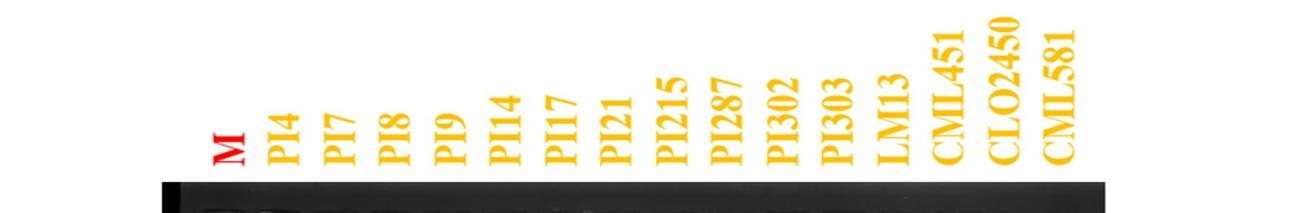 M
PI4
PI7
PI8
PI9
PI14
PI17
PI21
PI215
PI287
PI302
PI303
LM13
CML451
CLO2450
CML581